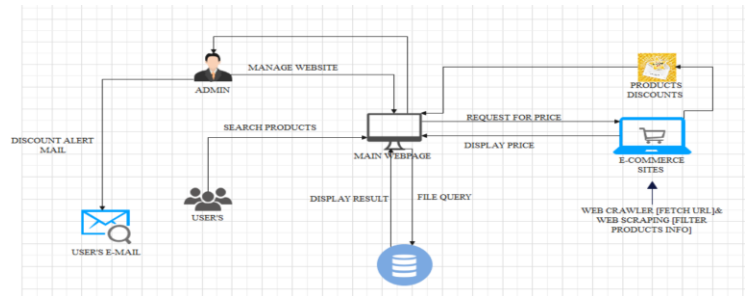 MANAGE WEBSITE
ADMIN
PRODUCTS
DISCOUNTS
REQUEST FOR PRICE
SEARCH PRODUCTS
DISCOUNT ALERT
MAIL
DISPLAY PRICE
MAIN WEBPAGE
E-COMMERCE
SITES
DISPLAY RESULT
FILE QUERY
USER'S
WEB CRAWLER [FETCH URL]&
WEB SCRAPING [FILTER
PRODUCTS INFO]
USER'S E-MAIL